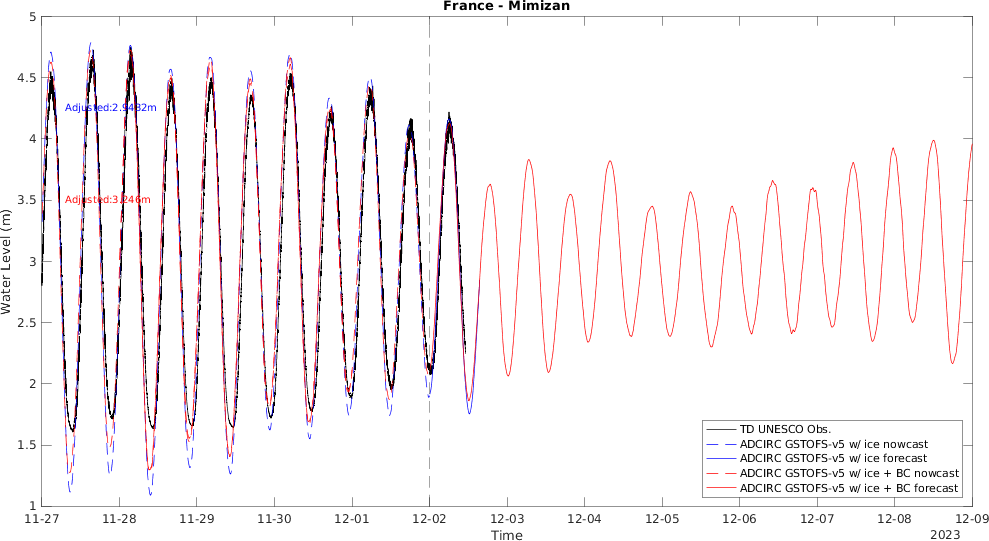 France - Mimizan
5
4.5
4
3.5
3
2.5
2
1.5
1
Water Level (m)
Adjusted:2.9482m
Adjusted:3.246m
TD UNESCO Obs.
ADCIRC GSTOFS-v5 w/ ice nowcast
ADCIRC GSTOFS-v5 w/ ice forecast
ADCIRC GSTOFS-v5 w/ ice + BC nowcast
ADCIRC GSTOFS-v5 w/ ice + BC forecast
11-27 11-28 11-29 11-30 12-01 12-02 12-03 12-04 12-05 12-06 12-07 12-08 12-09
Time
2023